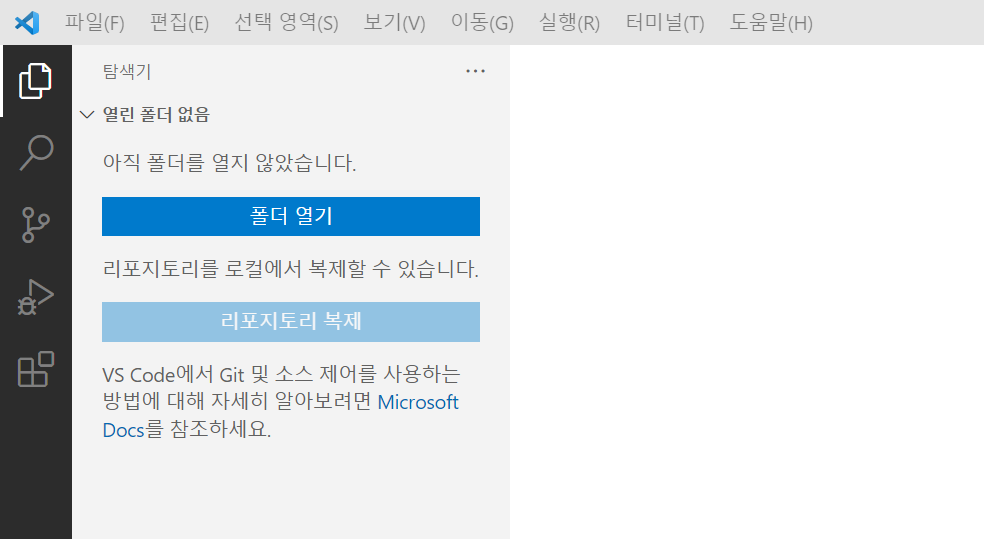 파일(F) 편집(E) 선택 영역(S) 보기(V) 이동(G) 실행(R) 터미널(T) 도움말(H)
탐색기
열린 폴더 없음
아직 폴더를 열지 않았습니다.
폴더 열기
리포지토리를 로컬에서 복제할 수 있습니다.
리포지토리 복제
VS Code에서 Git 및 소스 제어를 사용하는
방법에 대해 자세히 알아보려면 Microsoft
Docs를 참조하세요.